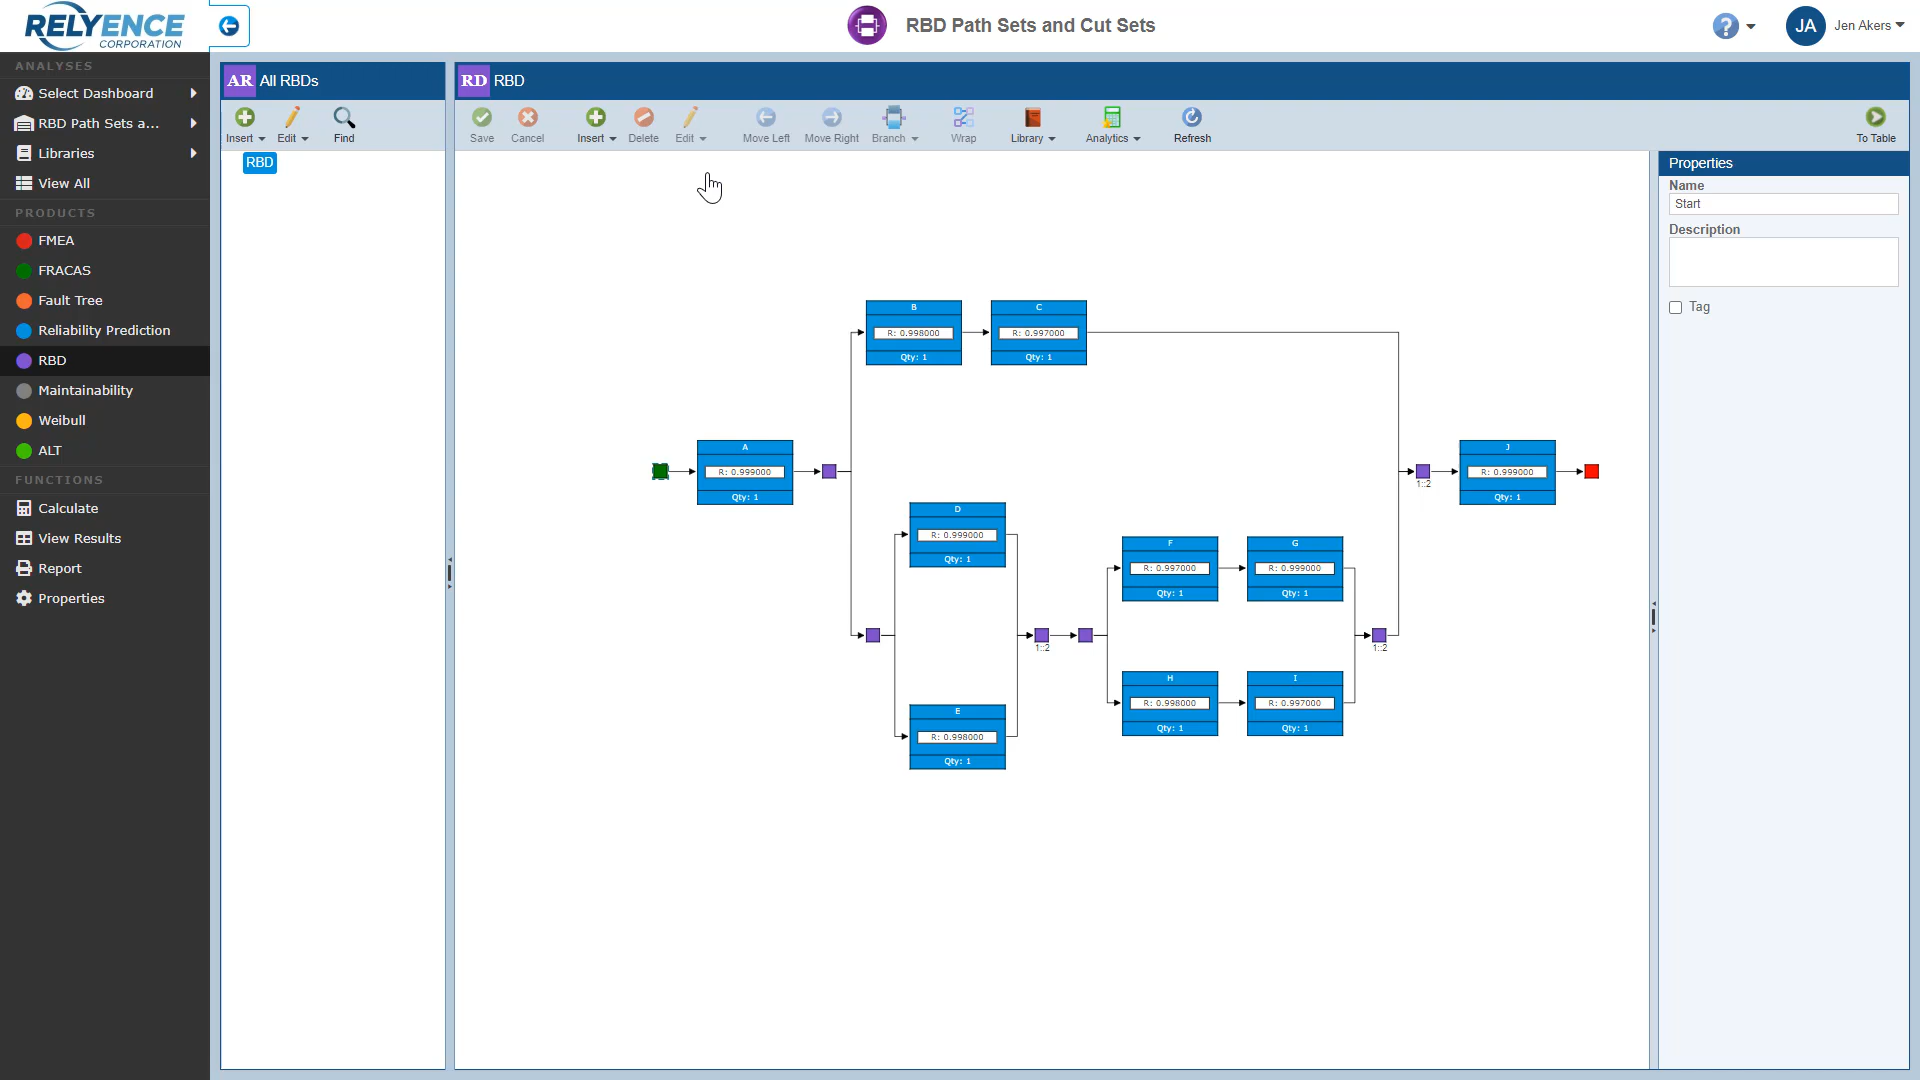 RELYENCE
CORPORATION
RBD Path Sets and Cut Sets
?
JA
Jen Akers
ANALYSES
Select Dashboard
RBD Path Sets a...
Libraries
View All
PRODUCTS
FMEA
FRACAS
Fault Tree
Reliability Prediction
RBD
Maintainability
Weibull
ALT
FUNCTIONS
Calculate
View Results
Report
Properties
AR All RBDs
Insert
Edit
Find
RBD
RD RBD
Save
Cancel
Insert
Delete
Edit
Move Left
Move Right
Branch
Wrap
Library
Analytics
Refresh
To Table
B
R: 0.998000
Qty: 1
C
R: 0.997000
Qty: 1
A
R: 0.999000
Qty: 1
1::2
J
R: 0.999000
Qty: 1
D
R: 0.999000
Qty: 1
F
R: 0.997000
Qty: 1
G
R: 0.999000
Qty: 1
1::2
1::2
E
R: 0.998000
Qty: 1
H
R: 0.998000
Qty: 1
I
R: 0.997000
Qty: 1
Properties
Name
Start
Description
Tag